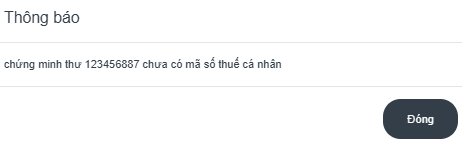 Thông báo
chứng minh thư 123456887 chưa có mã số thuế cá nhân
Đóng